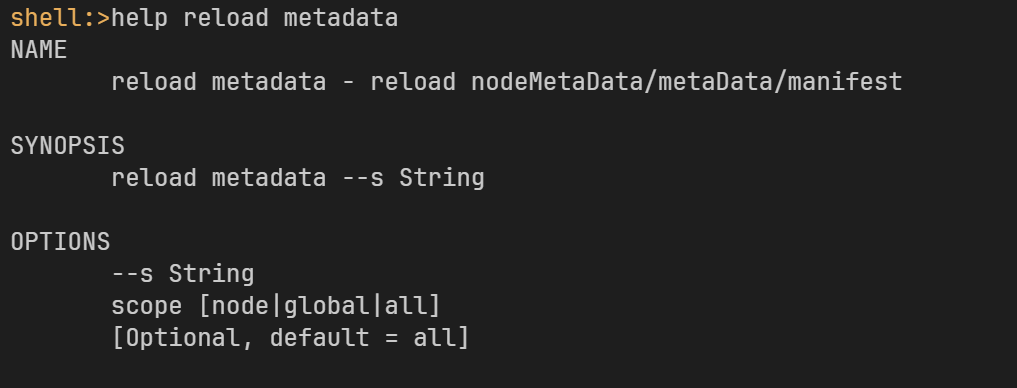 shell:>help reload metadata
NAME
reload metadata - reload nodeMetaData/metaData/manifest
SYNOPSIS
reload metadata --s String
OPTIONS
--s String
scope [node|global|all]
[Optional, default = all]